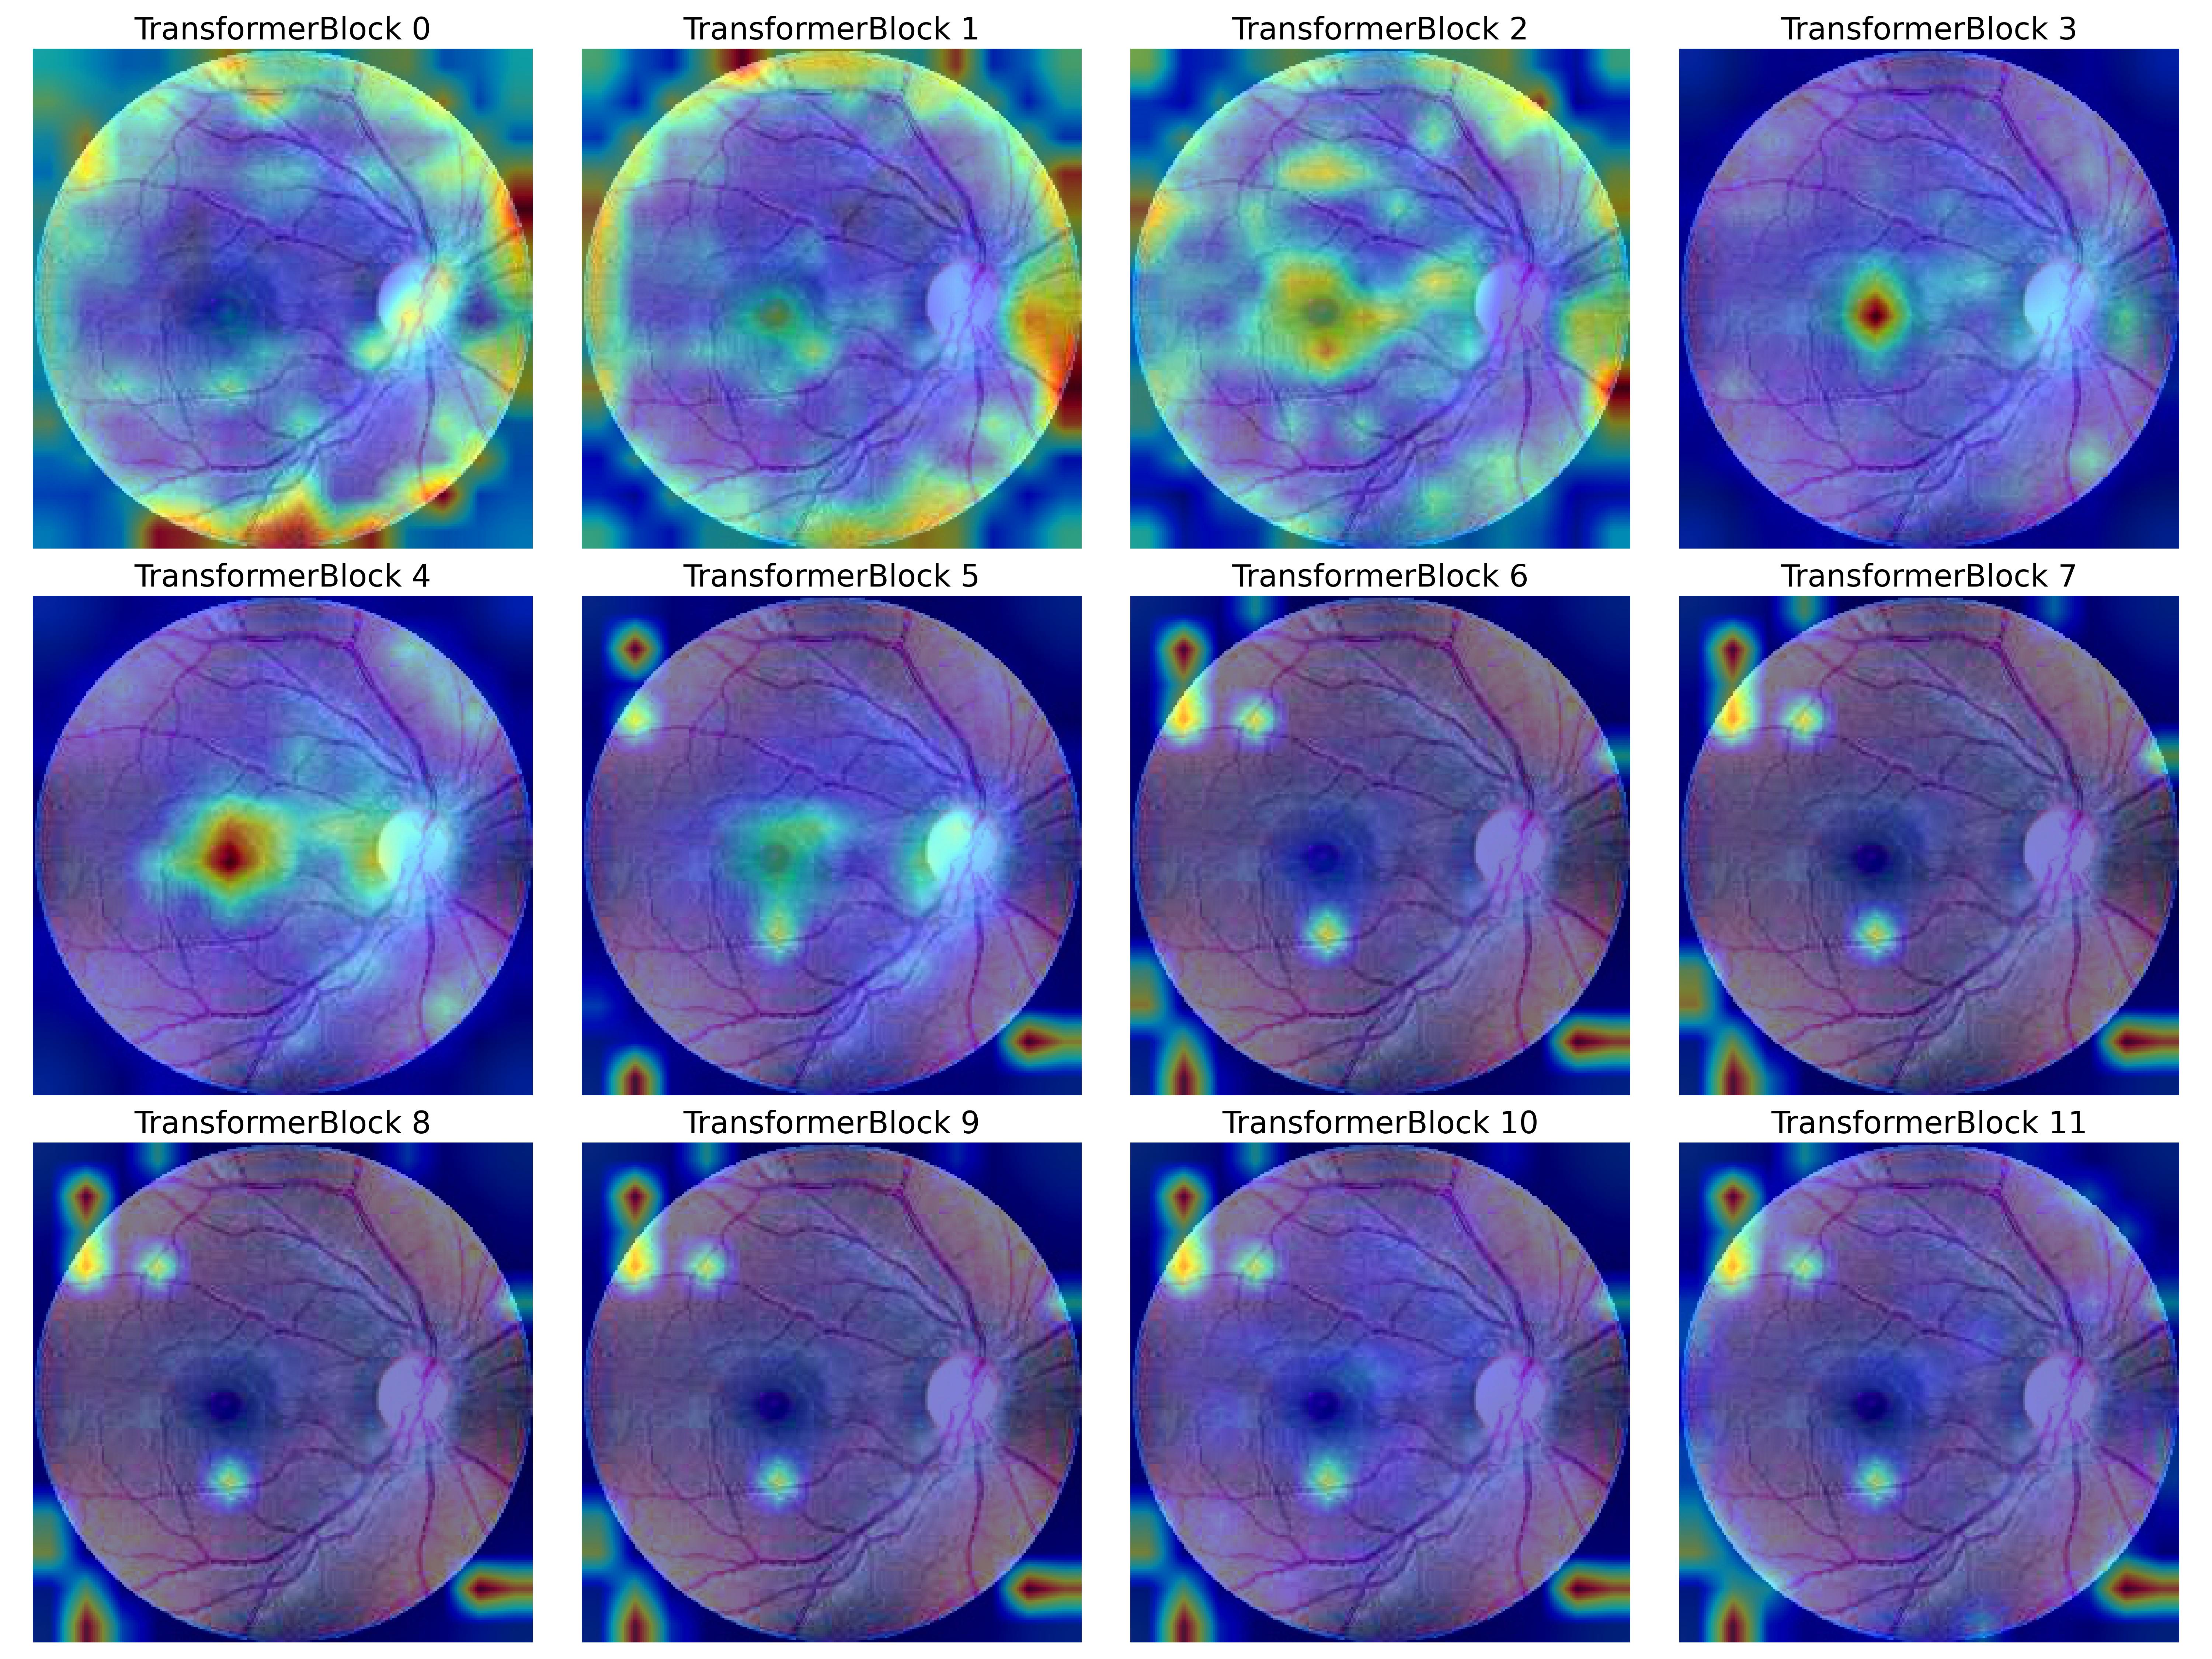 TransformerBlock 0
TransformerBlock 1
TransformerBlock 2
TransformerBlock 3
TransformerBlock 4
TransformerBlock 5
TransformerBlock 6
TransformerBlock 7
TransformerBlock 8
TransformerBlock 9
TransformerBlock 10
TransformerBlock 11